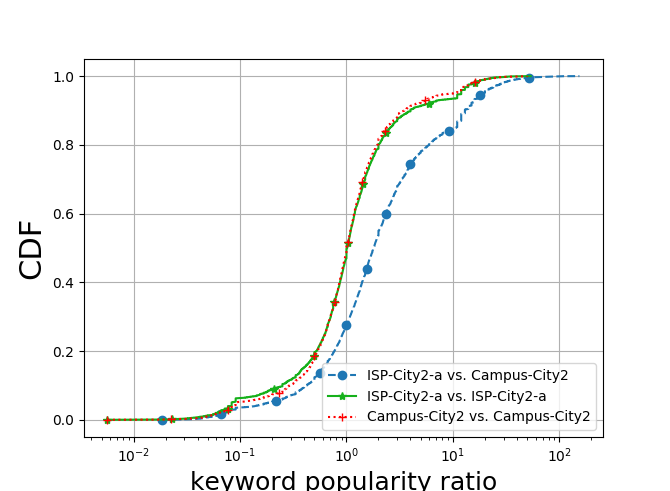 1.0
0.8
0.6
0.4
0.2
0.0
CDF
ISP-City2-a vs. Campus-City2
ISP-City2-a vs. ISP-City2-a
Campus-City2 vs. Campus-City2
10⁻² 10⁻¹ 10⁰ 10¹ 10²
keyword popularity ratio